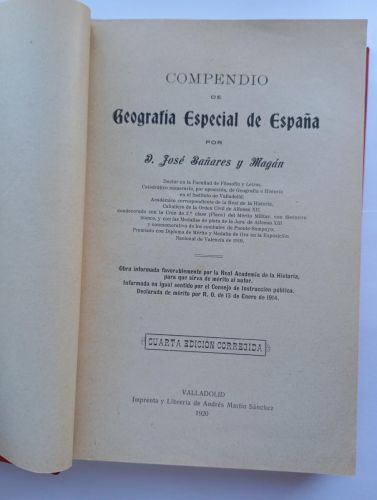 COMPENDIO
DE
Geografía Especial de España
POR
D. José Bañares y Magán
Doctor en la Facultad de Filosofía y Letras,
Catedrático numerario, por oposición, de Geografía e Historia
en el Instituto de Valladolid
Académico correspondiente de la Real de la Historia,
Caballero de la Orden Civil de Alfonso XII,
condecorado con la Cruz de 2.ª clase (Placa) del Mérito Militar, con distintivo
blanco, y con las Medallas de plata de la Jura de Alfonso XIII
y conmemorativa de los combates de Puente-Sampayo
Premiado con Diploma de Mérito y Medalla de Oro en la Exposición
Nacional de Valencia de 1910.
Obra informada favorablemente por la Real Academia de la Historia,
para que sirva de mérito al autor.
Informada en igual sentido por el Consejo de Instrucción pública.
Declarada de mérito por R. O. de 13 de Enero de 1914.
CUARTA EDICIÓN CORREGIDA
VALLADOLID
Imprenta y Librería de Andrés Martín Sánchez
1920